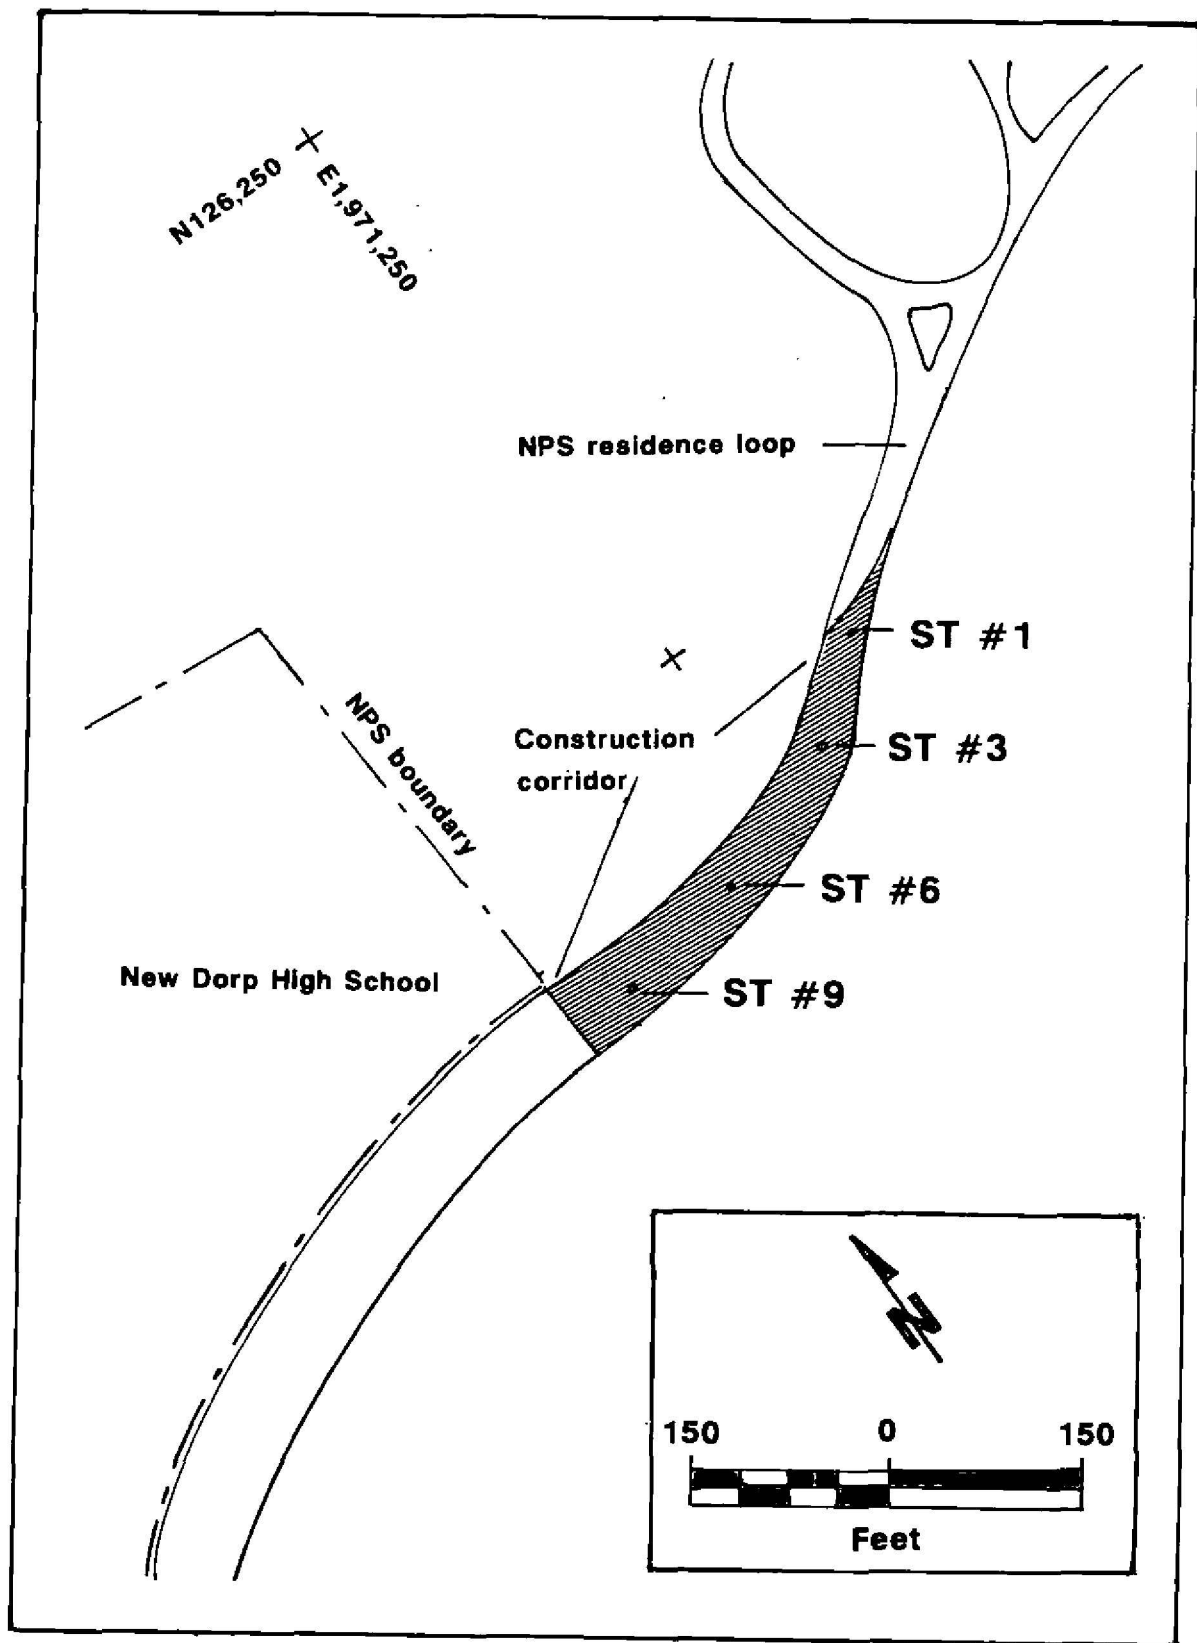 N126,250
E1,971,250
NPS residence loop
ST #1
NPS boundary
Construction
corridor
ST #3
ST #6
New Dorp High School
ST #9
N
150 0 150
Feet